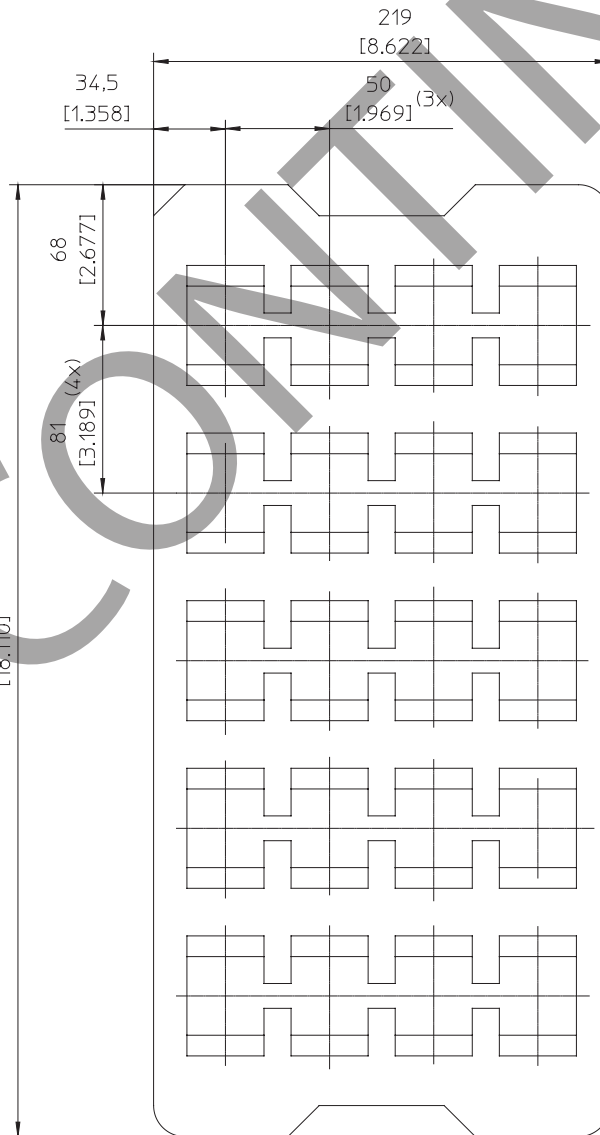 219
[8.622]
34,5
[1.358]
50
[1.969] (3x)
68
[2.677]
81 (4x)
[3.189]
CONTIN